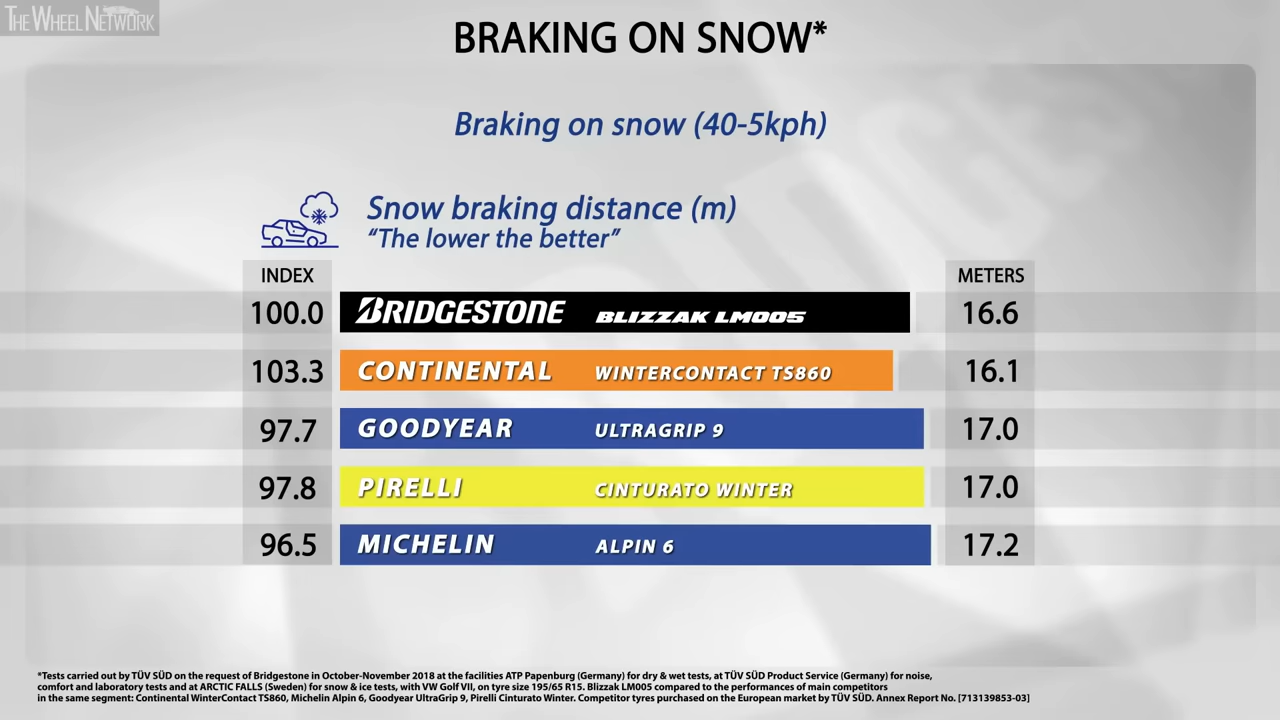 THE WHEEL NETWORK
BRAKING ON SNOW*
Braking on snow (40-5kph)
Snow braking distance (m)
“The lower the better”
INDEX METERS
100.0 BRIDGESTONE BLIZZAK LM005 16.6
103.3 CONTINENTAL WINTERCONTACT TS860 16.1
97.7 GOODYEAR ULTRAGRIP 9 17.0
97.8 PIRELLI CINTURATO WINTER 17.0
96.5 MICHELIN ALPIN 6 17.2
*Tests carried out by TÜV SÜD on the request of Bridgestone in October-November 2018 at the facilities ATP Papenburg (Germany) for dry & wet tests, at TÜV SÜD Product Service (Germany) for noise,
comfort and laboratory tests and at ARCTIC FALLS (Sweden) for snow & ice tests, with VW Golf VII, on tyre size 195/65 R15. Blizzak LM005 compared to the performances of main competitors
in the same segment: Continental WinterContact TS860, Michelin Alpin 6, Goodyear UltraGrip 9, Pirelli Cinturato Winter. Competitor tyres purchased on the European market by TÜV SÜD. Annex Report No. [713139853-03]